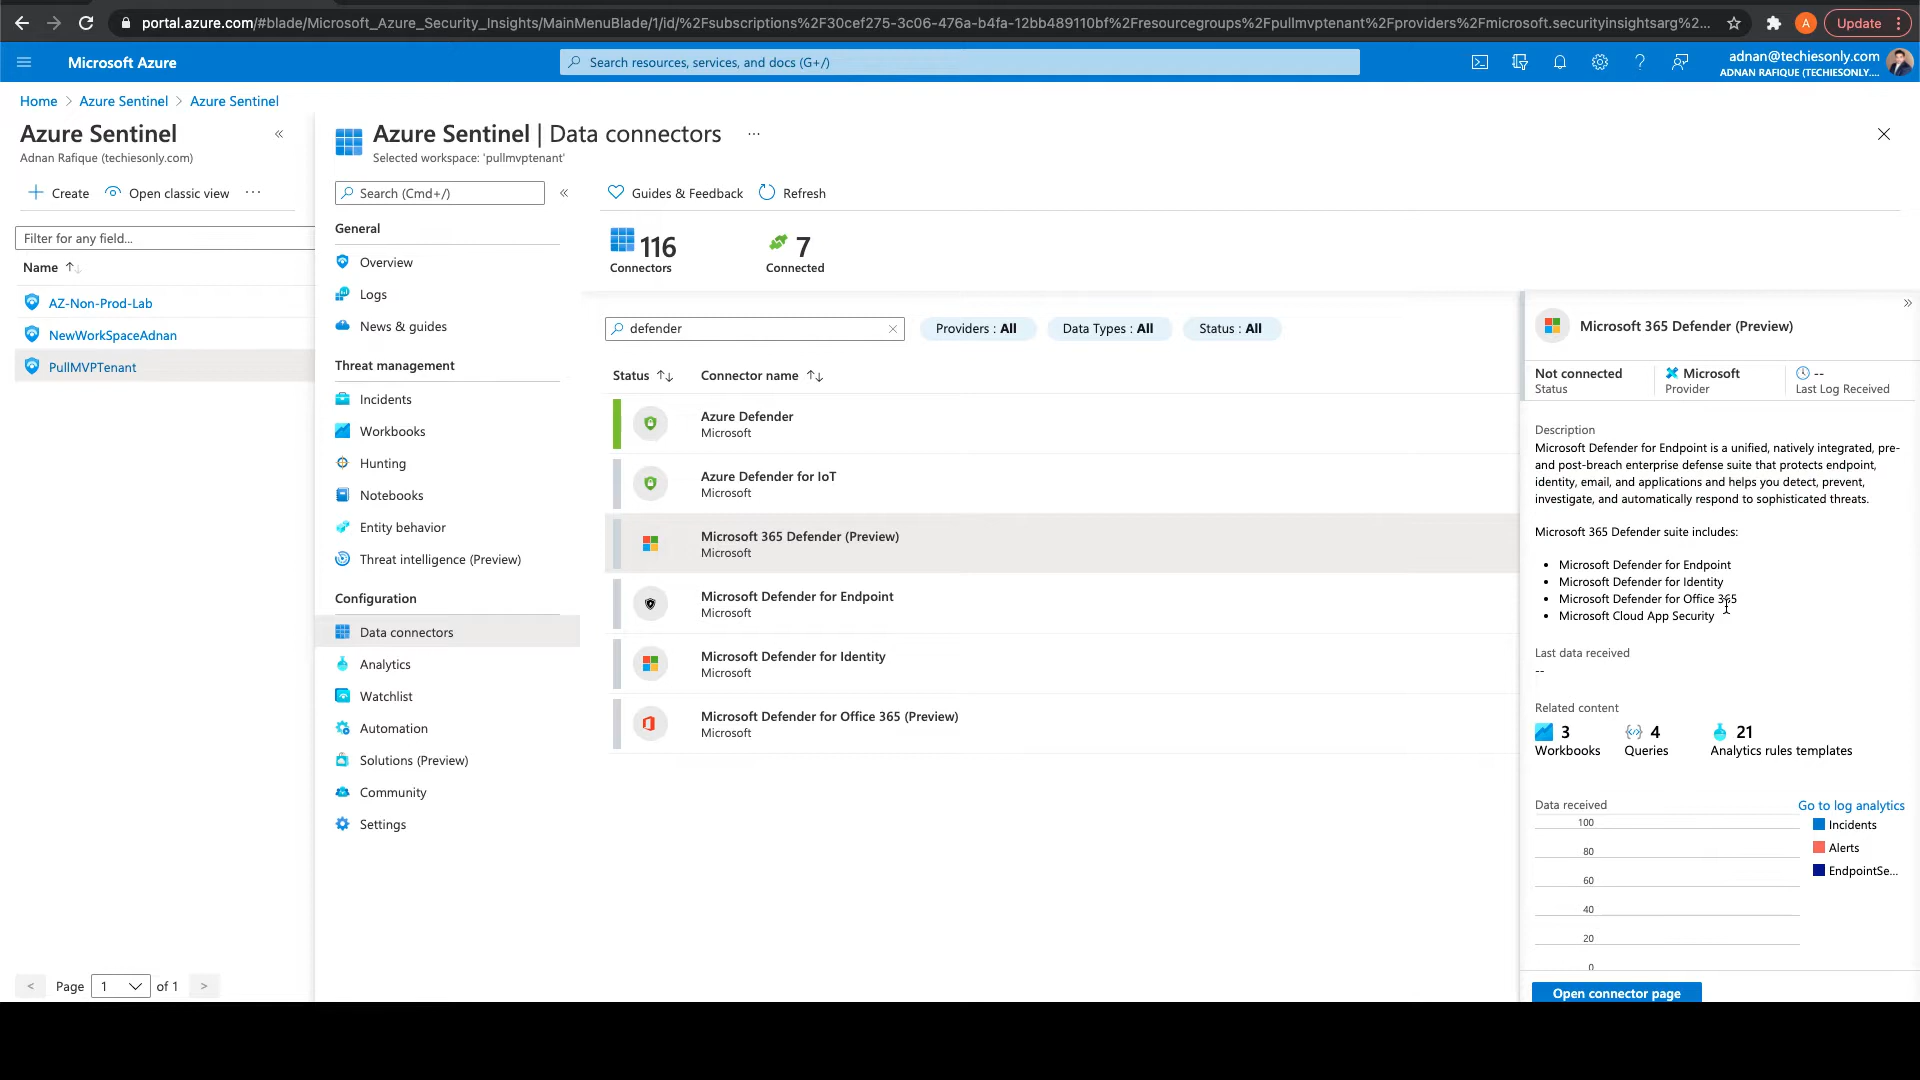 portal.azure.com/#blade/Microsoft_Azure_Security_Insights/MainMenuBlade/1/id/%2Fsubscriptions%2F30cef275-3c06-476a-b4fa-12bb489110bf%2Fresourcegroups%2Fpullmvptenant%2Fproviders%2Fmicrosoft.securityinsightsarg%2...
A
Update
Microsoft Azure
Search resources, services, and docs (G+/)
adnan@techiesonly.com
ADNAN RAFIQUE (TECHIESONLY....
Home > Azure Sentinel > Azure Sentinel
Azure Sentinel
Adnan Rafique (techiesonly.com)
Create
Open classic view
...
Filter for any field...
Name
AZ-Non-Prod-Lab
NewWorkSpaceAdnan
PullMVPTenant
< Page 1 of 1 >
Azure Sentinel | Data connectors ...
Selected workspace: 'pullmvptenant'
Search (Cmd+/)
General
Overview
Logs
News & guides
Threat management
Incidents
Workbooks
Hunting
Notebooks
Entity behavior
Threat intelligence (Preview)
Configuration
Data connectors
Analytics
Watchlist
Automation
Solutions (Preview)
Community
Settings
Guides & Feedback
Refresh
116
Connectors
7
Connected
defender
Providers : All
Data Types : All
Status : All
Status
Connector name
Azure Defender
Microsoft
Azure Defender for IoT
Microsoft
Microsoft 365 Defender (Preview)
Microsoft
Microsoft Defender for Endpoint
Microsoft
Microsoft Defender for Identity
Microsoft
Microsoft Defender for Office 365 (Preview)
Microsoft
Microsoft 365 Defender (Preview)
Not connected
Status
Microsoft
Provider
--
Last Log Received
Description
Microsoft Defender for Endpoint is a unified, natively integrated, pre-
and post-breach enterprise defense suite that protects endpoint,
identity, email, and applications and helps you detect, prevent,
investigate, and automatically respond to sophisticated threats.
Microsoft 365 Defender suite includes:
• Microsoft Defender for Endpoint
• Microsoft Defender for Identity
• Microsoft Defender for Office 365
• Microsoft Cloud App Security
Last data received
--
Related content
3
Workbooks
4
Queries
21
Analytics rules templates
Data received
Go to log analytics
100
80
60
40
20
0
Incidents
Alerts
EndpointSe...
Open connector page